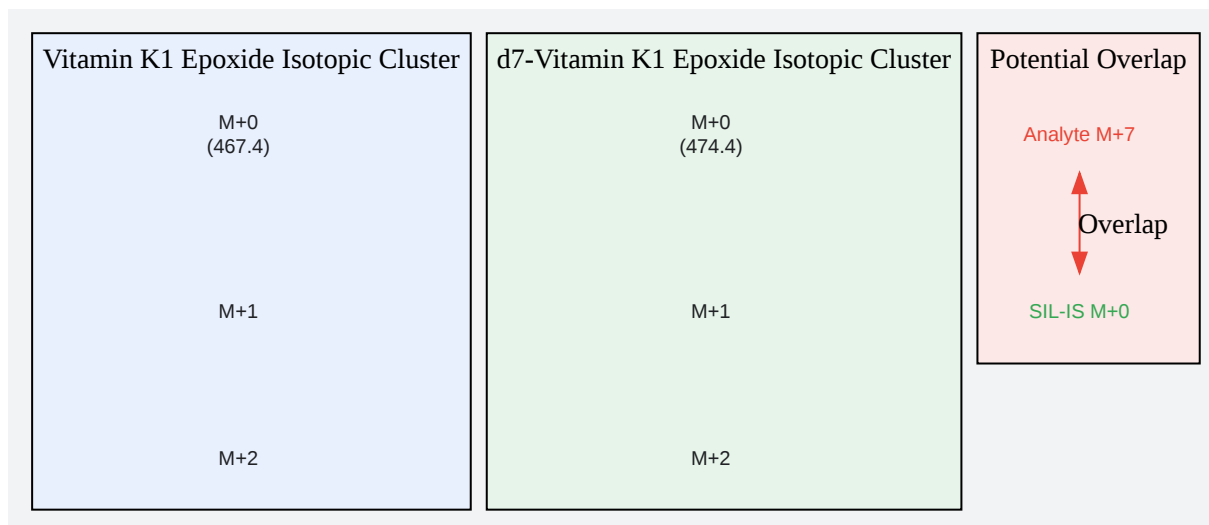 Vitamin K1 Epoxide Isotopic Cluster
M+0
(467.4)
M+1
M+2
d7-Vitamin K1 Epoxide Isotopic Cluster
M+0
(474.4)
M+1
M+2
Potential Overlap
Analyte M+7
Overlap
SIL-IS M+0